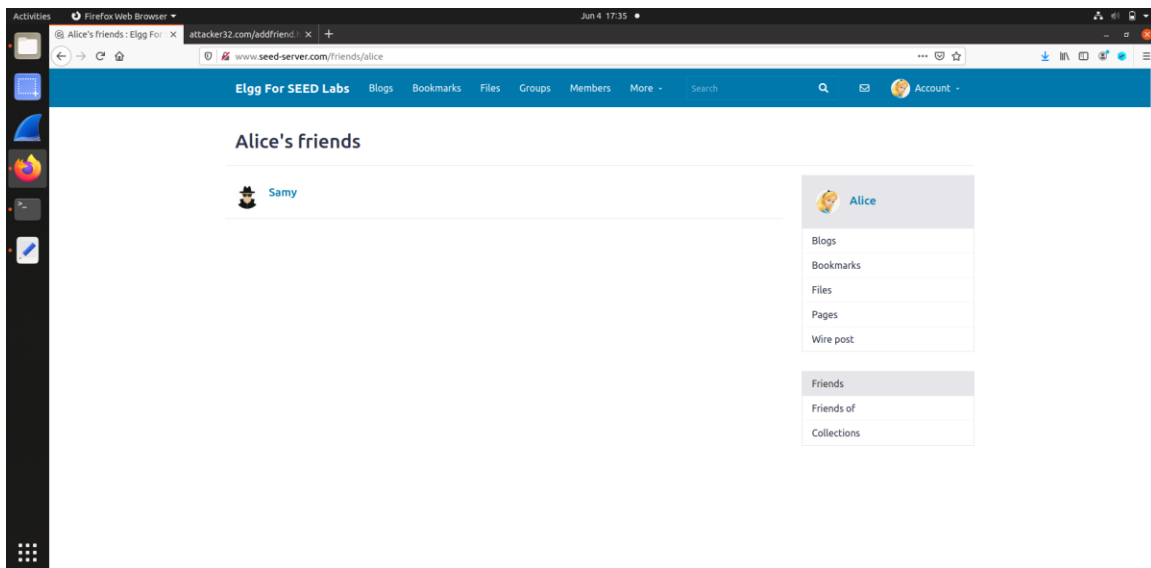 Activities Firefox Web Browser Jun 4 17:35
Alice's friends : Elgg For attacker32.com/addfriend.h
www.seed-server.com/friends/alice
Elgg For SEED Labs Blogs Bookmarks Files Groups Members More Search Account
Alice's friends
Samy
Alice
Blogs
Bookmarks
Files
Pages
Wire post
Friends
Friends of
Collections